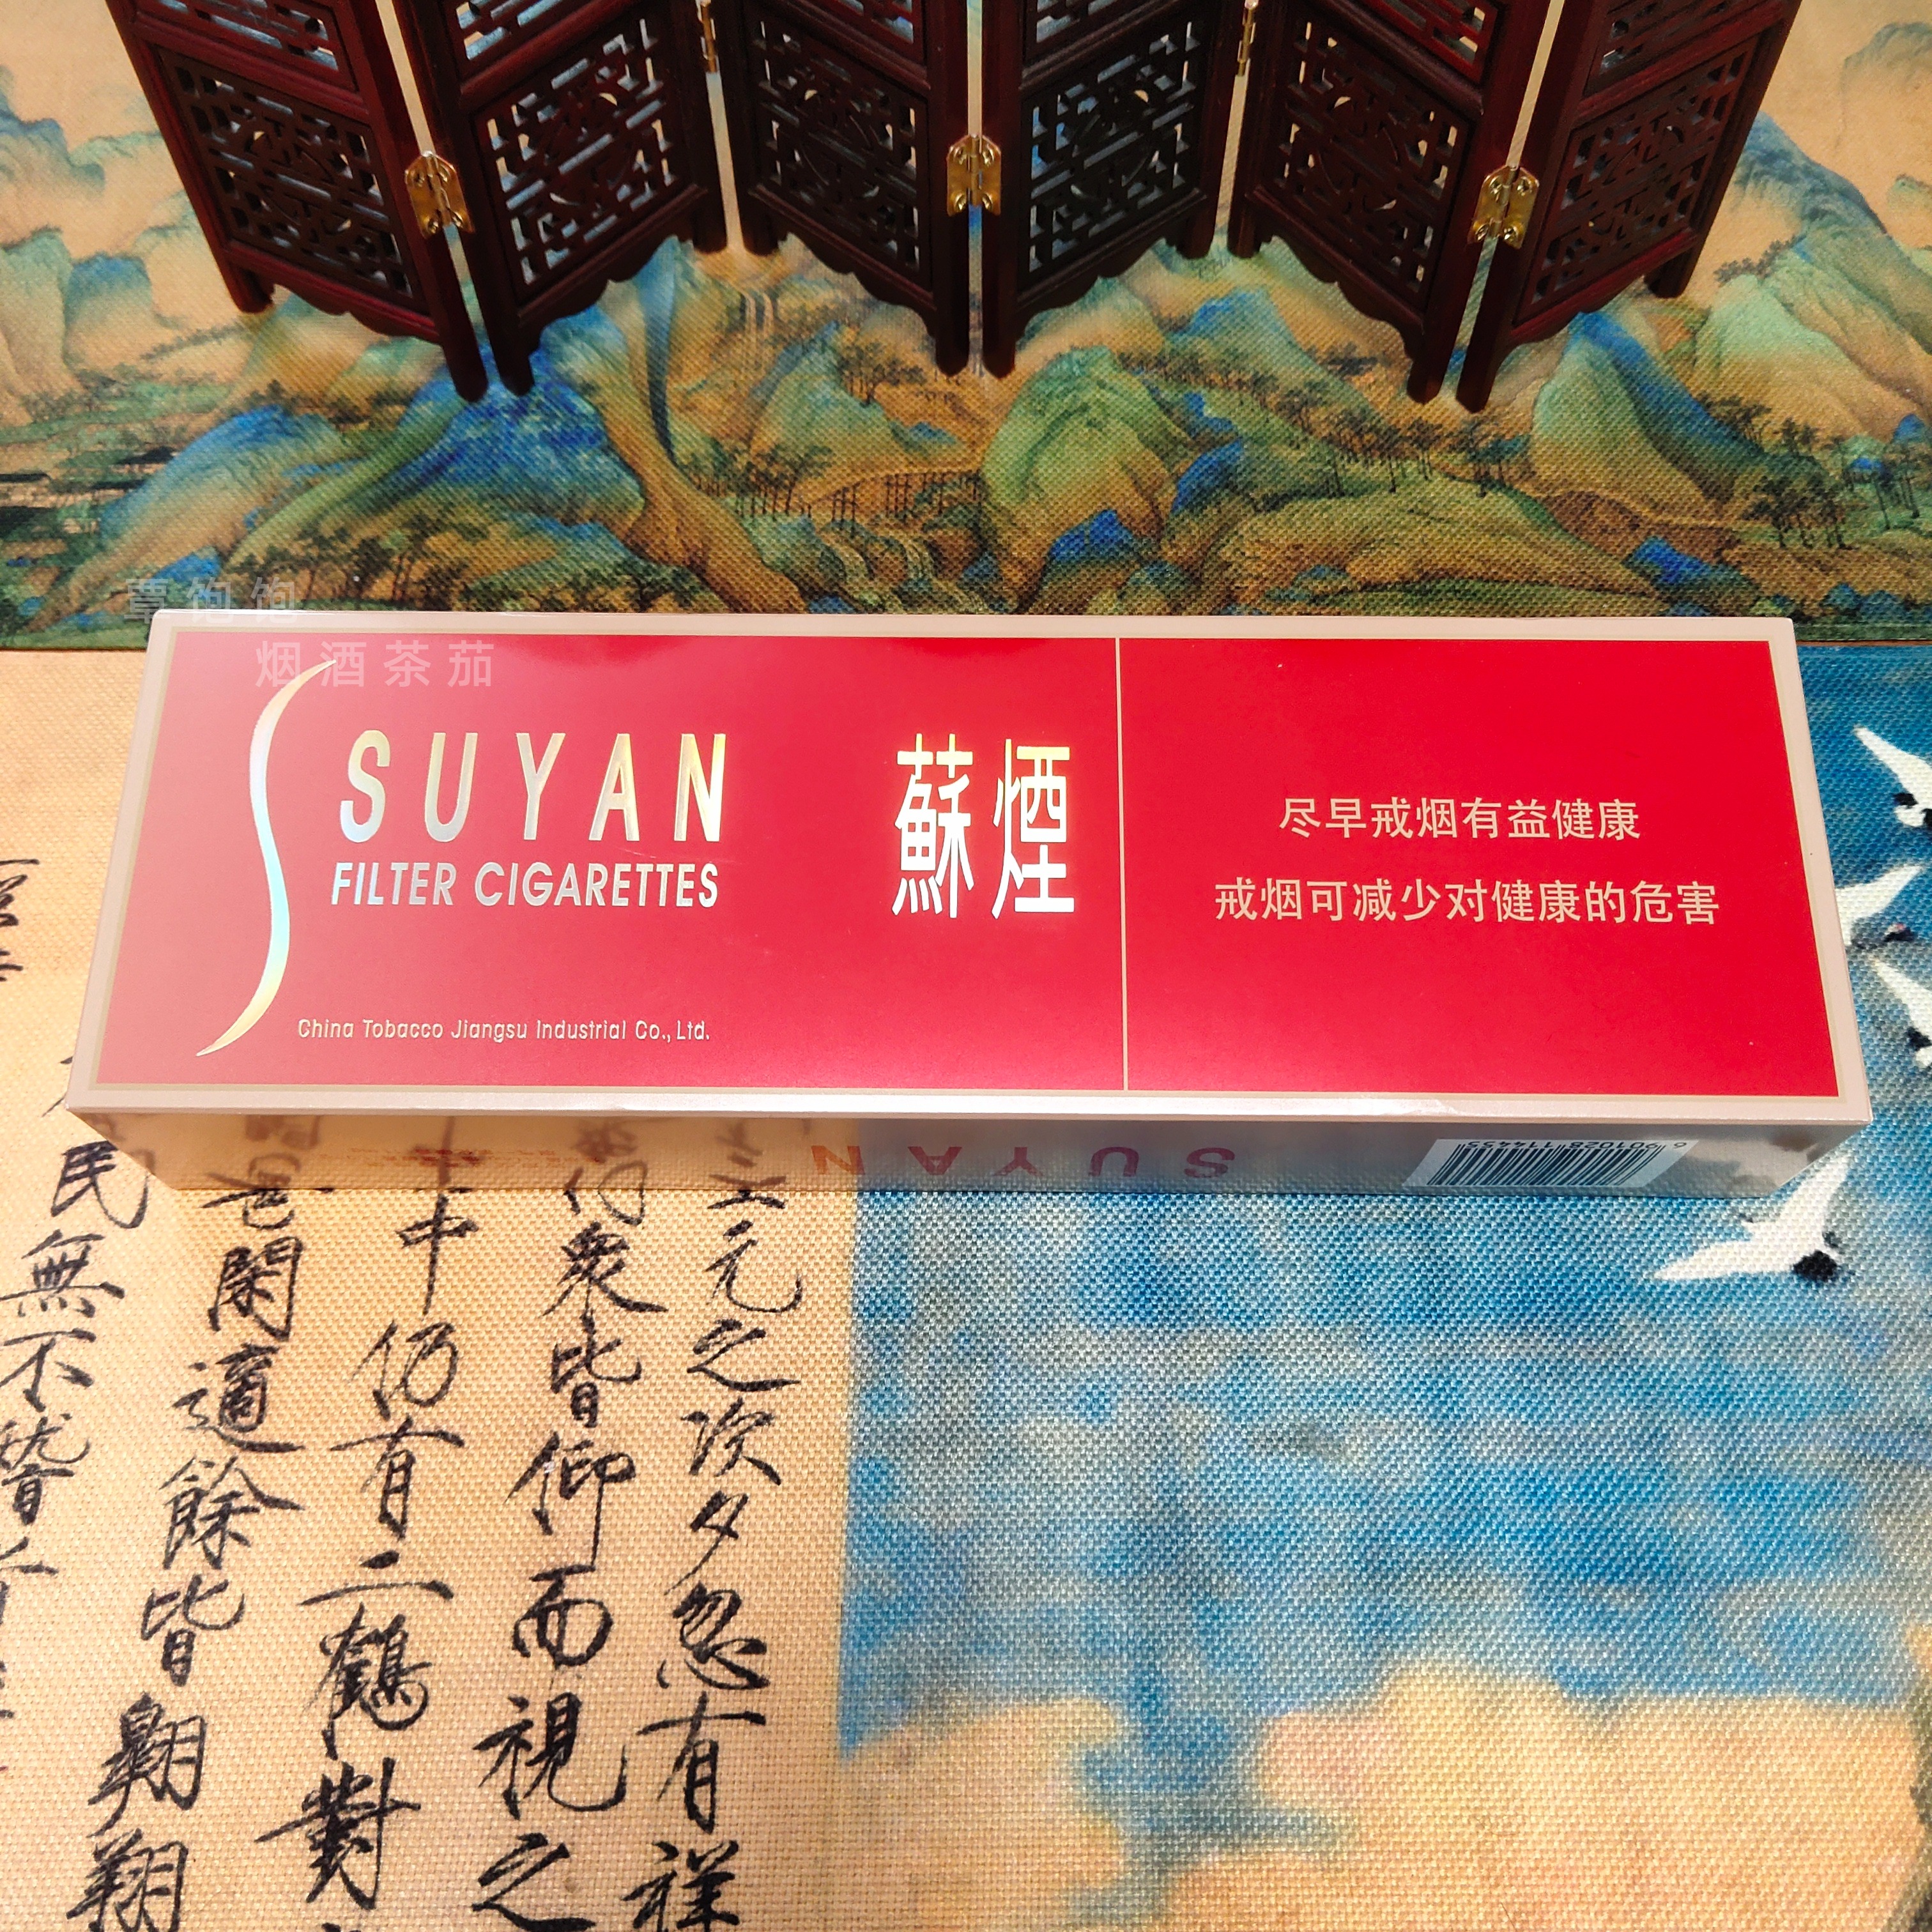 覃饱饱
烟酒茶茄
SUYAN
FILTER CIGARETTES
蘇煙
China Tobacco Jiangsu Industrial Co., Ltd.
尽早戒烟有益健康
戒烟可减少对健康的危害
SUYAN
6901028114455
元之次夕忽有祥
衆皆仰而視之
中仍有二鶴對
閑適餘皆翱翔
民無不皆